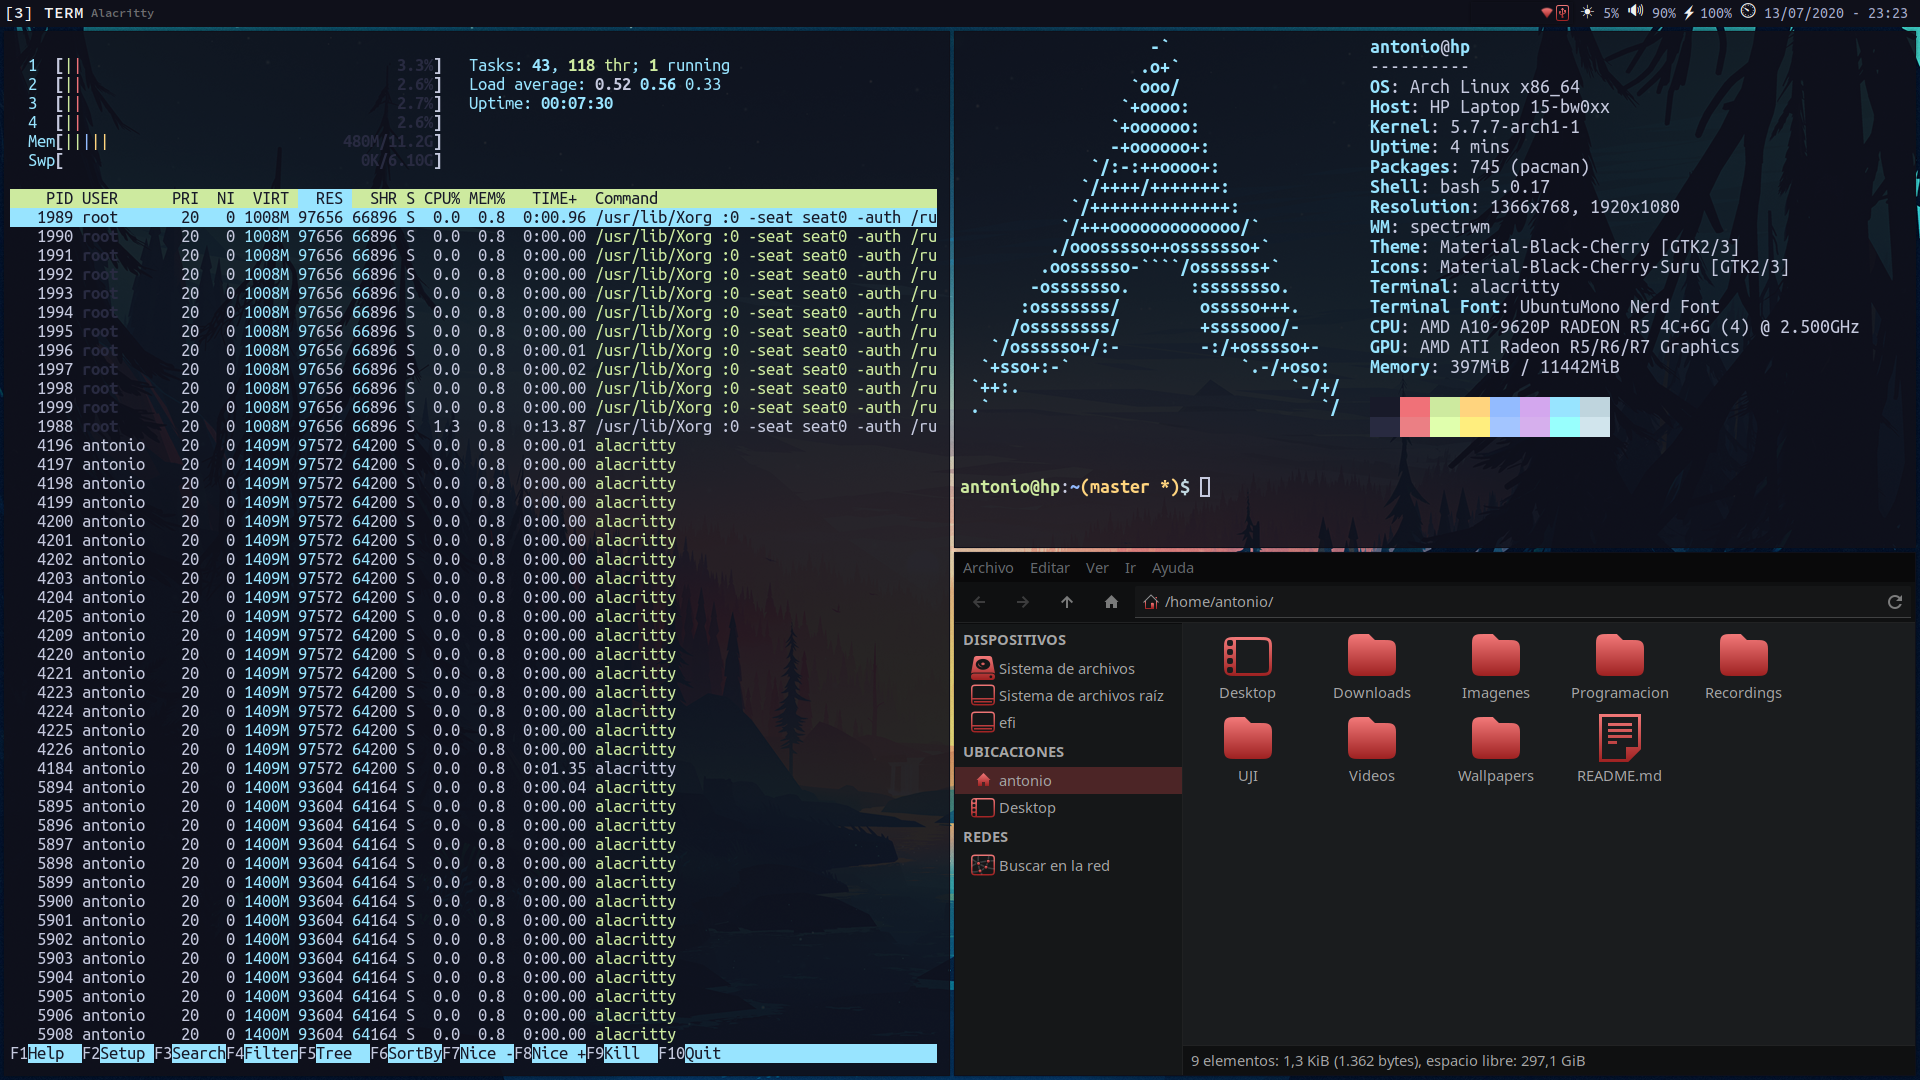 [3] TERM Alacritty
5% 90% 100% 13/07/2020 - 23:23
1 [|| 3.3%] Tasks: 43, 118 thr; 1 running
2 [|| 2.6%] Load average: 0.52 0.56 0.33
3 [|| 2.7%] Uptime: 00:07:30
4 [|| 2.6%]
Mem[||||| 480M/11.2G]
Swp[ 0K/6.10G]
PID USER PRI NI VIRT RES SHR S CPU% MEM% TIME+ Command
1989 root 20 0 1008M 97656 66896 S 0.0 0.8 0:00.96 /usr/lib/Xorg :0 -seat seat0 -auth /ru
1990 root 20 0 1008M 97656 66896 S 0.0 0.8 0:00.00 /usr/lib/Xorg :0 -seat seat0 -auth /ru
1991 root 20 0 1008M 97656 66896 S 0.0 0.8 0:00.00 /usr/lib/Xorg :0 -seat seat0 -auth /ru
1992 root 20 0 1008M 97656 66896 S 0.0 0.8 0:00.00 /usr/lib/Xorg :0 -seat seat0 -auth /ru
1993 root 20 0 1008M 97656 66896 S 0.0 0.8 0:00.00 /usr/lib/Xorg :0 -seat seat0 -auth /ru
1994 root 20 0 1008M 97656 66896 S 0.0 0.8 0:00.00 /usr/lib/Xorg :0 -seat seat0 -auth /ru
1995 root 20 0 1008M 97656 66896 S 0.0 0.8 0:00.00 /usr/lib/Xorg :0 -seat seat0 -auth /ru
1996 root 20 0 1008M 97656 66896 S 0.0 0.8 0:00.01 /usr/lib/Xorg :0 -seat seat0 -auth /ru
1997 root 20 0 1008M 97656 66896 S 0.0 0.8 0:00.02 /usr/lib/Xorg :0 -seat seat0 -auth /ru
1998 root 20 0 1008M 97656 66896 S 0.0 0.8 0:00.00 /usr/lib/Xorg :0 -seat seat0 -auth /ru
1999 root 20 0 1008M 97656 66896 S 0.0 0.8 0:00.00 /usr/lib/Xorg :0 -seat seat0 -auth /ru
1988 root 20 0 1008M 97656 66896 S 1.3 0.8 0:13.87 /usr/lib/Xorg :0 -seat seat0 -auth /ru
4196 antonio 20 0 1409M 97572 64200 S 0.0 0.8 0:00.01 alacritty
4197 antonio 20 0 1409M 97572 64200 S 0.0 0.8 0:00.00 alacritty
4198 antonio 20 0 1409M 97572 64200 S 0.0 0.8 0:00.00 alacritty
4199 antonio 20 0 1409M 97572 64200 S 0.0 0.8 0:00.00 alacritty
4200 antonio 20 0 1409M 97572 64200 S 0.0 0.8 0:00.00 alacritty
4201 antonio 20 0 1409M 97572 64200 S 0.0 0.8 0:00.00 alacritty
4202 antonio 20 0 1409M 97572 64200 S 0.0 0.8 0:00.00 alacritty
4203 antonio 20 0 1409M 97572 64200 S 0.0 0.8 0:00.00 alacritty
4204 antonio 20 0 1409M 97572 64200 S 0.0 0.8 0:00.00 alacritty
4205 antonio 20 0 1409M 97572 64200 S 0.0 0.8 0:00.00 alacritty
4209 antonio 20 0 1409M 97572 64200 S 0.0 0.8 0:00.00 alacritty
4220 antonio 20 0 1409M 97572 64200 S 0.0 0.8 0:00.00 alacritty
4221 antonio 20 0 1409M 97572 64200 S 0.0 0.8 0:00.00 alacritty
4223 antonio 20 0 1409M 97572 64200 S 0.0 0.8 0:00.00 alacritty
4224 antonio 20 0 1409M 97572 64200 S 0.0 0.8 0:00.00 alacritty
4225 antonio 20 0 1409M 97572 64200 S 0.0 0.8 0:00.00 alacritty
4226 antonio 20 0 1409M 97572 64200 S 0.0 0.8 0:00.00 alacritty
4184 antonio 20 0 1409M 97572 64200 S 0.0 0.8 0:01.35 alacritty
5894 antonio 20 0 1400M 93604 64164 S 0.0 0.8 0:00.04 alacritty
5895 antonio 20 0 1400M 93604 64164 S 0.0 0.8 0:00.00 alacritty
5896 antonio 20 0 1400M 93604 64164 S 0.0 0.8 0:00.00 alacritty
5897 antonio 20 0 1400M 93604 64164 S 0.0 0.8 0:00.00 alacritty
5898 antonio 20 0 1400M 93604 64164 S 0.0 0.8 0:00.00 alacritty
5899 antonio 20 0 1400M 93604 64164 S 0.0 0.8 0:00.00 alacritty
5900 antonio 20 0 1400M 93604 64164 S 0.0 0.8 0:00.00 alacritty
5901 antonio 20 0 1400M 93604 64164 S 0.0 0.8 0:00.00 alacritty
5902 antonio 20 0 1400M 93604 64164 S 0.0 0.8 0:00.00 alacritty
5903 antonio 20 0 1400M 93604 64164 S 0.0 0.8 0:00.00 alacritty
5904 antonio 20 0 1400M 93604 64164 S 0.0 0.8 0:00.00 alacritty
5905 antonio 20 0 1400M 93604 64164 S 0.0 0.8 0:00.00 alacritty
5906 antonio 20 0 1400M 93604 64164 S 0.0 0.8 0:00.00 alacritty
5908 antonio 20 0 1400M 93604 64164 S 0.0 0.8 0:00.00 alacritty
F1Help F2Setup F3SearchF4FilterF5Tree F6SortByF7Nice -F8Nice +F9Kill F10Quit
-`
.o+`
`ooo/
`+oooo:
`+oooooo:
-+oooooo+:
`/:-:++oooo+:
`/++++/+++++++:
`/++++++++++++++:
`/+++ooooooooooooo/`
./ooosssso++osssssso+`
.oossssso-````/ossssss+`
-osssssso. :ssssssso.
:osssssss/ osssso+++.
/ossssssss/ +ssssooo/-
`/ossssso+/:- -:/+osssso+-
`+sso+:-` `.-/+oso:
`++:. `-/+/
.` `/
antonio@hp
----------
OS: Arch Linux x86_64
Host: HP Laptop 15-bw0xx
Kernel: 5.7.7-arch1-1
Uptime: 4 mins
Packages: 745 (pacman)
Shell: bash 5.0.17
Resolution: 1366x768, 1920x1080
WM: spectrwm
Theme: Material-Black-Cherry [GTK2/3]
Icons: Material-Black-Cherry-Suru [GTK2/3]
Terminal: alacritty
Terminal Font: UbuntuMono Nerd Font
CPU: AMD A10-9620P RADEON R5 4C+6G (4) @ 2.500GHz
GPU: AMD ATI Radeon R5/R6/R7 Graphics
Memory: 397MiB / 11442MiB
antonio@hp:~(master *)$
Archivo Editar Ver Ir Ayuda
/home/antonio/
DISPOSITIVOS
Sistema de archivos
Sistema de archivos raíz
efi
UBICACIONES
antonio
Desktop
REDES
Buscar en la red
Desktop Downloads Imagenes Programacion Recordings
UJI Videos Wallpapers README.md
9 elementos: 1,3 KiB (1.362 bytes), espacio libre: 297,1 GiB